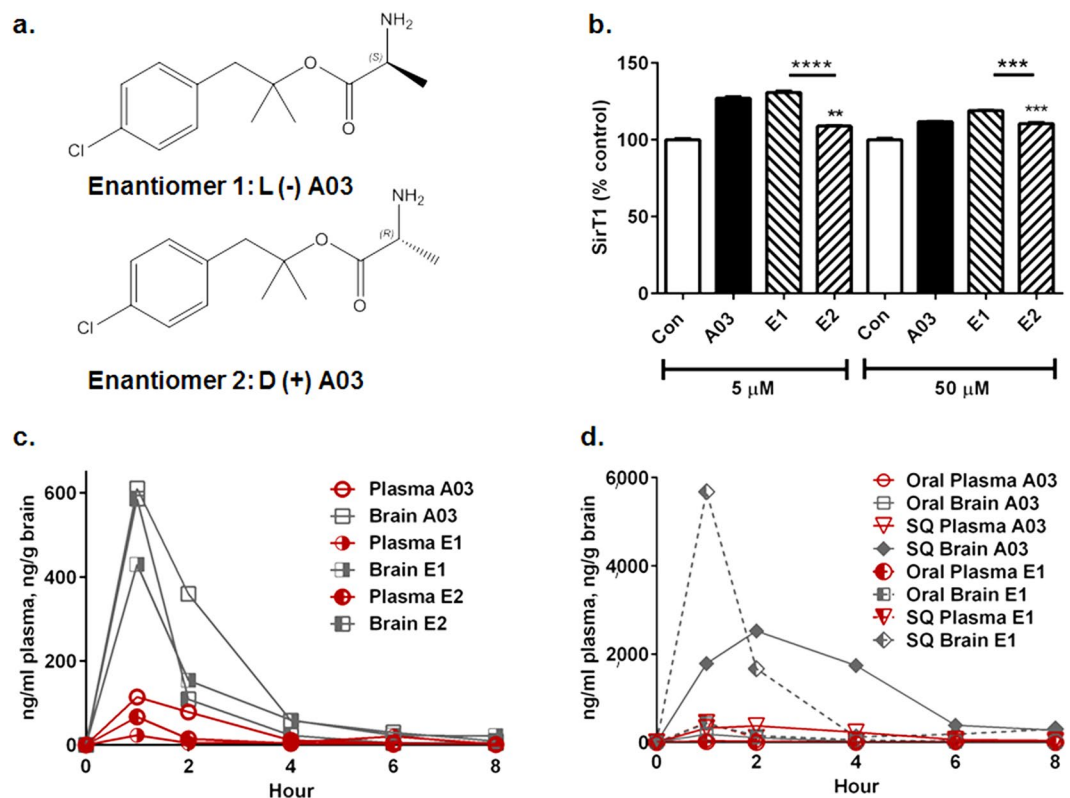 a.
NH2
(S)
O
O
Cl
Enantiomer 1: L (-) A03
NH2
(R)
O
O
Cl
Enantiomer 2: D (+) A03
b.
SirT1 (% control)
150
100
50
0
****
**
***
***
Con
A03
E1
E2
Con
A03
E1
E2
5 μM
50 μM
c.
ng/ml plasma, ng/g brain
600
400
200
0
0
2
4
6
8
Hour
Plasma A03
Brain A03
Plasma E1
Brain E1
Plasma E2
Brain E2
d.
ng/ml plasma, ng/g brain
6000
4000
2000
0
0
2
4
6
8
Hour
Oral Plasma A03
Oral Brain A03
SQ Plasma A03
SQ Brain A03
Oral Plasma E1
Oral Brain E1
SQ Plasma E1
SQ Brain E1